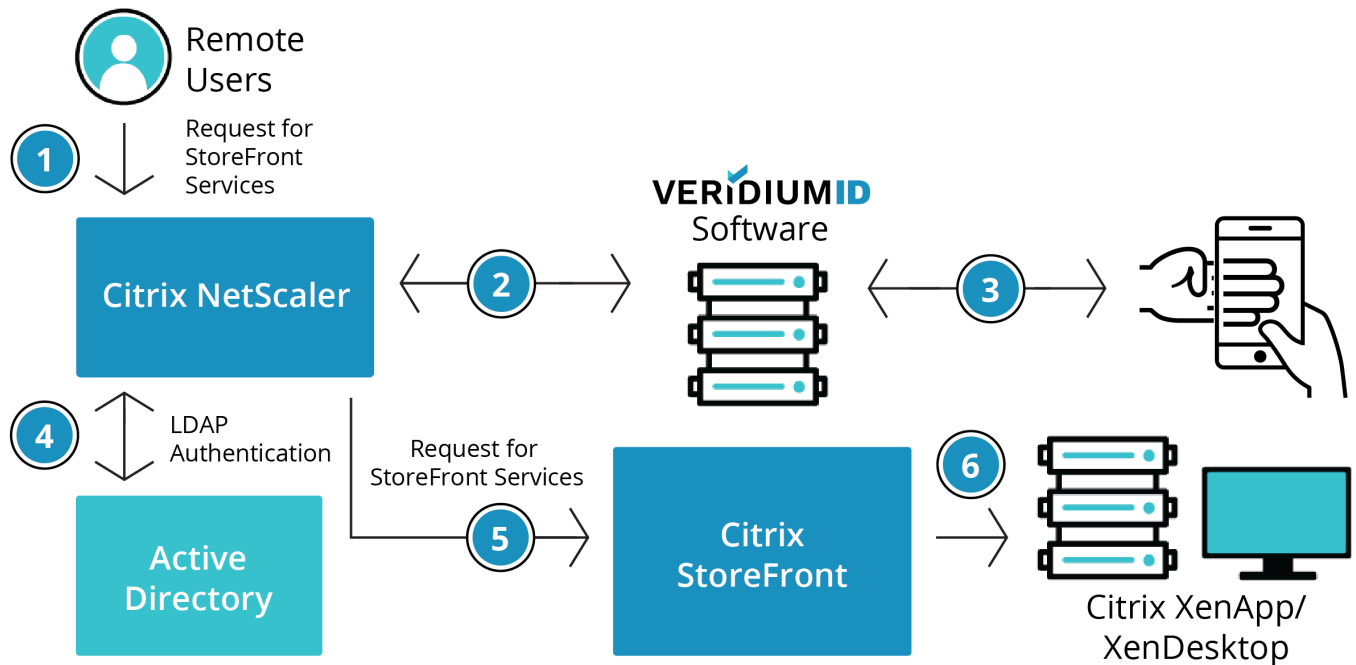 Remote
Users
1
Request for
StoreFront
Services
VERIDIUMID
Software
Citrix NetScaler
2
3
4
LDAP
Authentication
Request for
StoreFront Services
5
6
Active
Directory
Citrix
StoreFront
Citrix XenApp/
XenDesktop